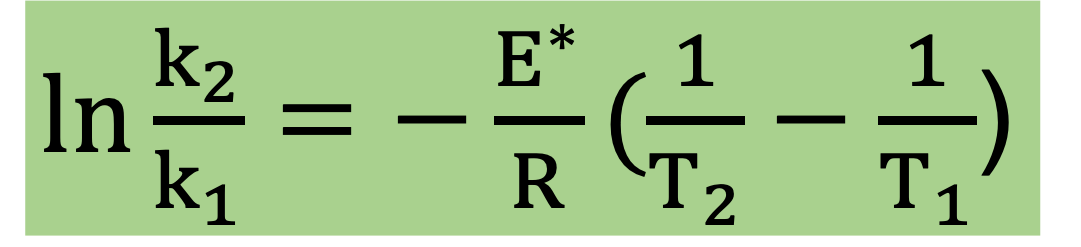 ln k₂/k₁ = − E*/R (1/T₂ − 1/T₁)